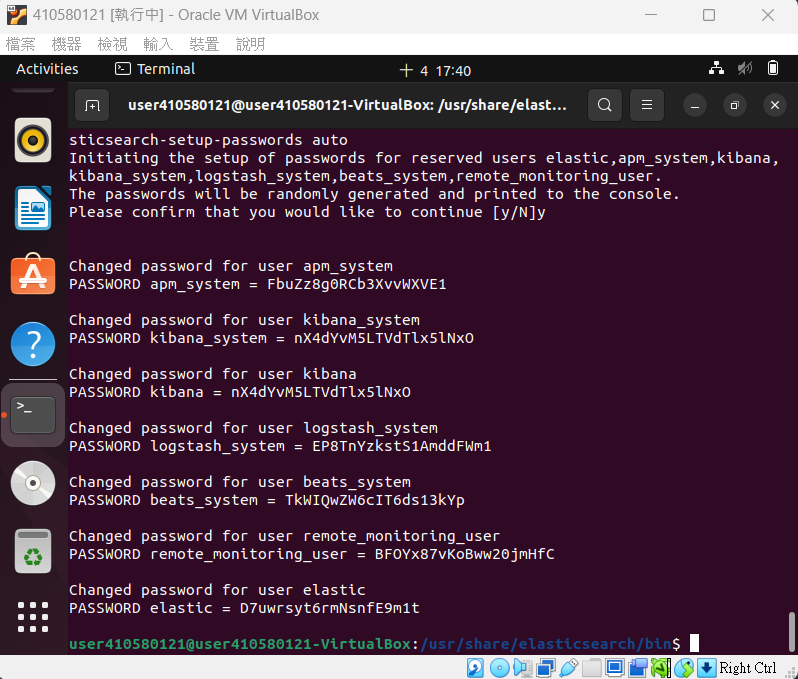 410580121 [執行中] - Oracle VM VirtualBox
檔案 機器 檢視 輸入 裝置 說明
Activities Terminal 十 4 17:40
user410580121@user410580121-VirtualBox: /usr/share/elast...
sticsearch-setup-passwords auto
Initiating the setup of passwords for reserved users elastic,apm_system,kibana,
kibana_system,logstash_system,beats_system,remote_monitoring_user.
The passwords will be randomly generated and printed to the console.
Please confirm that you would like to continue [y/N]y
Changed password for user apm_system
PASSWORD apm_system = FbuZz8g0RCb3XvvWXVE1
Changed password for user kibana_system
PASSWORD kibana_system = nX4dYvM5LTVdTlx5lNxO
Changed password for user kibana
PASSWORD kibana = nX4dYvM5LTVdTlx5lNxO
Changed password for user logstash_system
PASSWORD logstash_system = EP8TnYzkstS1AmddFWm1
Changed password for user beats_system
PASSWORD beats_system = TkWIQwZW6cIT6ds13kYp
Changed password for user remote_monitoring_user
PASSWORD remote_monitoring_user = BFOYx87vKoBww20jmHfC
Changed password for user elastic
PASSWORD elastic = D7uwrsyt6rmNsnfE9m1t
user410580121@user410580121-VirtualBox:/usr/share/elasticsearch/bin$
Right Ctrl